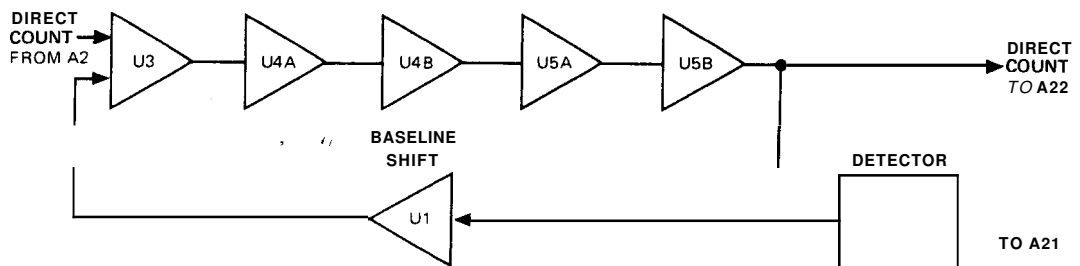 DIRECT
COUNT
FROM A2
U3
U4A
U4B
U5A
U5B
DIRECT
COUNT
TO A22
BASELINE
SHIFT
U1
DETECTOR
TO A21